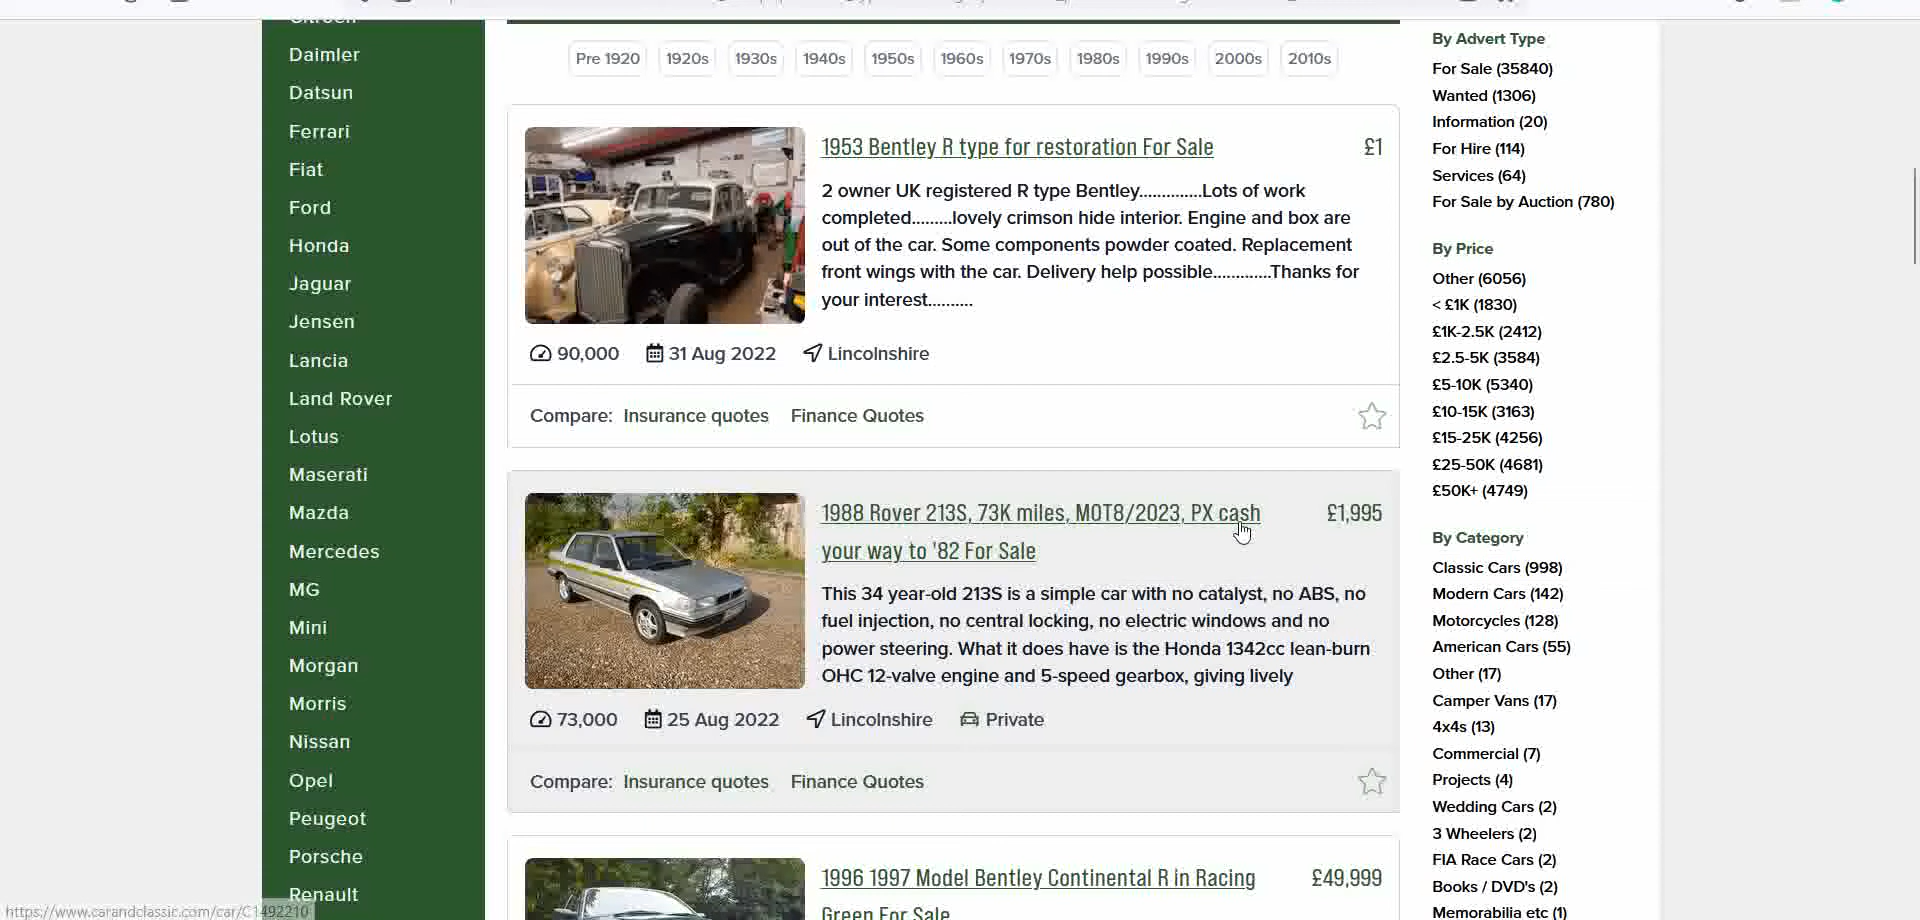 Daimler
Datsun
Ferrari
Fiat
Ford
Honda
Jaguar
Jensen
Lancia
Land Rover
Lotus
Maserati
Mazda
Mercedes
MG
Mini
Morgan
Morris
Nissan
Opel
Peugeot
Porsche
Renault
https://www.carandclassic.com/car/C1492210
Pre 1920 1920s 1930s 1940s 1950s 1960s 1970s 1980s 1990s 2000s 2010s
1953 Bentley R type for restoration For Sale £1
2 owner UK registered R type Bentley..............Lots of work
completed.........lovely crimson hide interior. Engine and box are
out of the car. Some components powder coated. Replacement
front wings with the car. Delivery help possible.............Thanks for
your interest..........
90,000 31 Aug 2022 Lincolnshire
Compare: Insurance quotes Finance Quotes
1988 Rover 213S, 73K miles, MOT8/2023, PX cash £1,995
your way to '82 For Sale
This 34 year-old 213S is a simple car with no catalyst, no ABS, no
fuel injection, no central locking, no electric windows and no
power steering. What it does have is the Honda 1342cc lean-burn
OHC 12-valve engine and 5-speed gearbox, giving lively
73,000 25 Aug 2022 Lincolnshire Private
Compare: Insurance quotes Finance Quotes
1996 1997 Model Bentley Continental R in Racing £49,999
Green For Sale
By Advert Type
For Sale (35840)
Wanted (1306)
Information (20)
For Hire (114)
Services (64)
For Sale by Auction (780)
By Price
Other (6056)
< £1K (1830)
£1K-2.5K (2412)
£2.5-5K (3584)
£5-10K (5340)
£10-15K (3163)
£15-25K (4256)
£25-50K (4681)
£50K+ (4749)
By Category
Classic Cars (998)
Modern Cars (142)
Motorcycles (128)
American Cars (55)
Other (17)
Camper Vans (17)
4x4s (13)
Commercial (7)
Projects (4)
Wedding Cars (2)
3 Wheelers (2)
FIA Race Cars (2)
Books / DVD's (2)
Memorabilia etc (1)